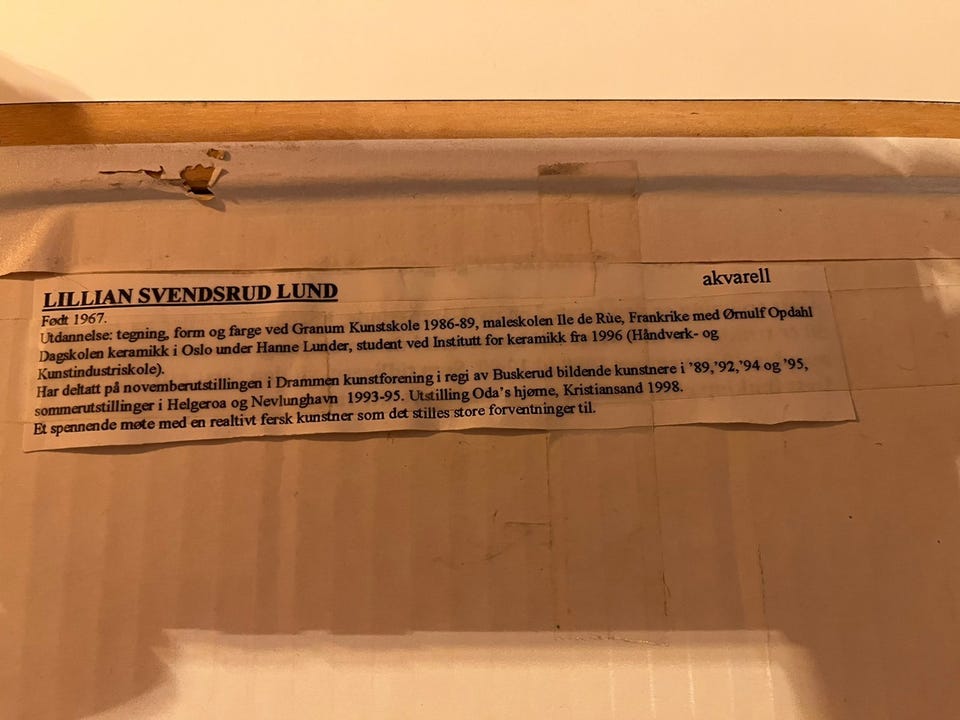 LILLIAN SVENDSRUD LUND akvarell
Født 1967.
Utdannelse: tegning, form og farge ved Granum Kunstskole 1986-89, maleskolen Ile de Rùe, Frankrike med Ørnulf Opdahl
Dagskolen keramikk i Oslo under Hanne Lunder, student ved Institutt for keramikk fra 1996 (Håndverk- og
Kunstindustriskole).
Har deltatt på novemberutstillingen i Drammen kunstforening i regi av Buskerud bildende kunstnere i '89,'92,'94 og '95,
sommerutstillinger i Helgeroa og Nevlunghavn 1993-95. Utstilling Oda's hjørne, Kristiansand 1998.
Et spennende møte med en realtivt fersk kunstner som det stilles store forventninger til.